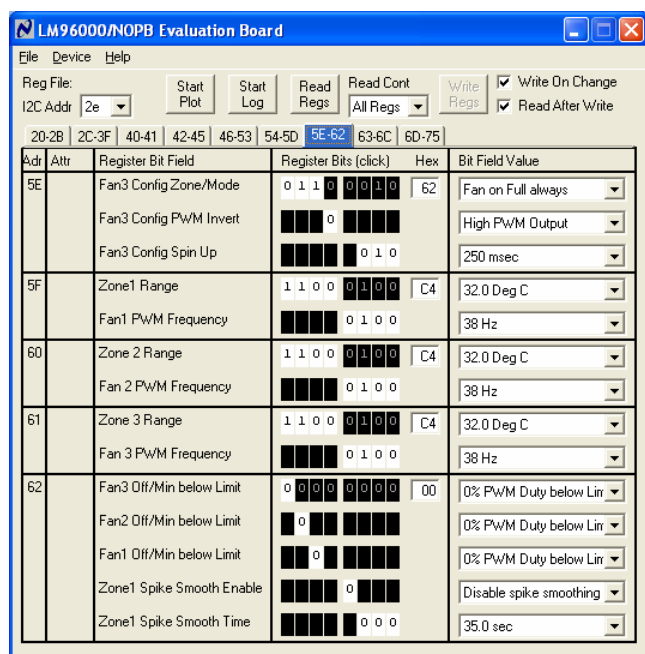 LM96000/NOPB Evaluation Board
File Device Help
Reg File:
I2C Addr 2e
Start Plot
Start Log
Read Regs
Read Cont
All Regs
Write Regs
Write On Change
Read After Write
20-2B 2C-3F 40-41 42-45 46-53 54-5D 5E-62 63-6C 6D-75
Adr Attr Register Bit Field Register Bits (click) Hex Bit Field Value
5E Fan3 Config Zone/Mode 0 1 1 0 0 0 1 0 62 Fan on Full always
Fan3 Config PWM Invert 0 High PWM Output
Fan3 Config Spin Up 0 1 0 250 msec
5F Zone1 Range 1 1 0 0 0 1 0 0 C4 32.0 Deg C
Fan1 PWM Frequency 0 1 0 0 38 Hz
60 Zone 2 Range 1 1 0 0 0 1 0 0 C4 32.0 Deg C
Fan 2 PWM Frequency 0 1 0 0 38 Hz
61 Zone 3 Range 1 1 0 0 0 1 0 0 C4 32.0 Deg C
Fan 3 PWM Frequency 0 1 0 0 38 Hz
62 Fan3 Off/Min below Limit 0 0 0 0 0 0 0 0 00 0% PWM Duty below Lin
Fan2 Off/Min below Limit 0 0% PWM Duty below Lin
Fan1 Off/Min below Limit 0 0% PWM Duty below Lin
Zone1 Spike Smooth Enable 0 Disable spike smoothing
Zone1 Spike Smooth Time 0 0 0 35.0 sec